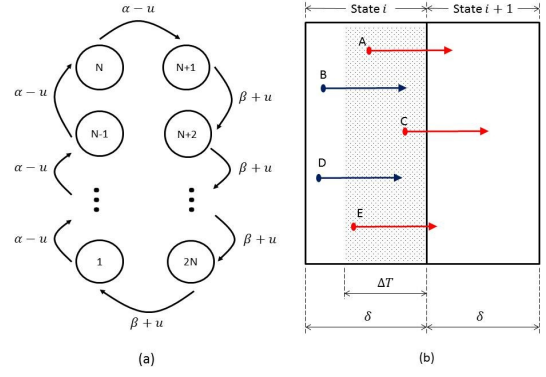 α − u
N
N+1
α − u
β + u
N-1
N+2
α − u
β + u
α − u
β + u
1
2N
β + u
(a)
State i
State i + 1
A
B
C
D
E
ΔT
δ
δ
(b)